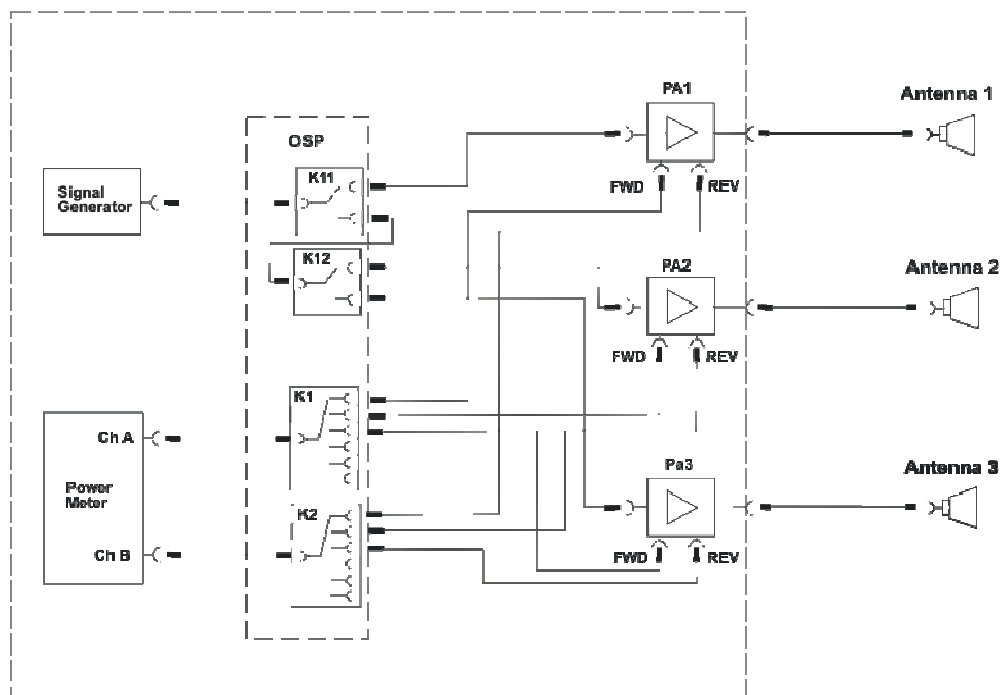 PA1
Antenna 1
OSP
K11
FWD
REV
Signal
Generator
K12
PA2
Antenna 2
FWD
REV
K1
Ch A
Power
Meter
Pa3
Antenna 3
K2
Ch B
FWD
REV